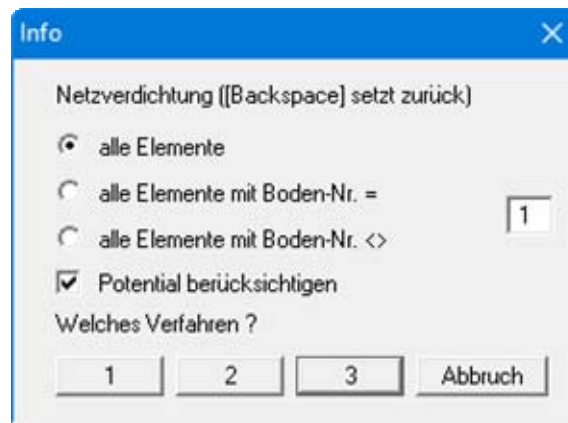 Info
Netzverdichtung ([Backspace] setzt zurück)
alle Elemente
alle Elemente mit Boden-Nr. =
1
alle Elemente mit Boden-Nr. <>
Potential berücksichtigen
Welches Verfahren ?
1 2 3 Abbruch